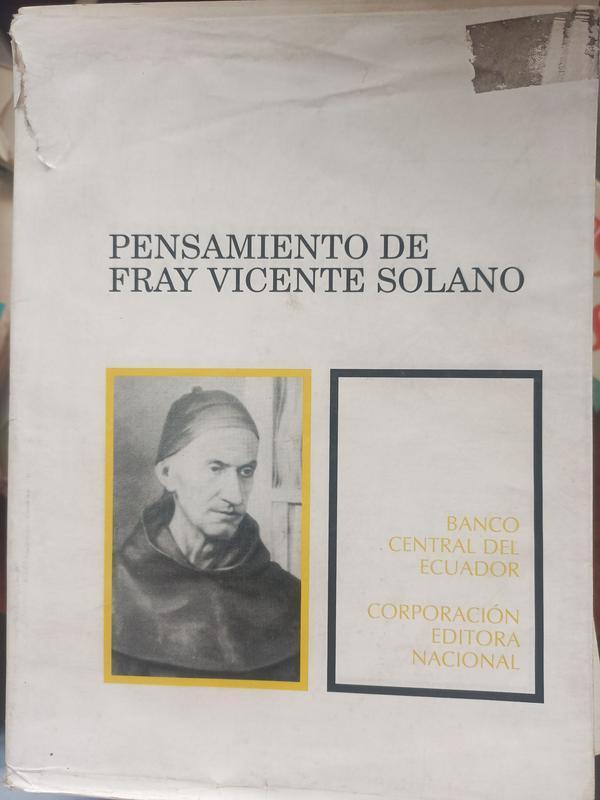 PENSAMIENTO DE
FRAY VICENTE SOLANO
BANCO
CENTRAL DEL
ECUADOR
CORPORACIÓN
EDITORA
NACIONAL